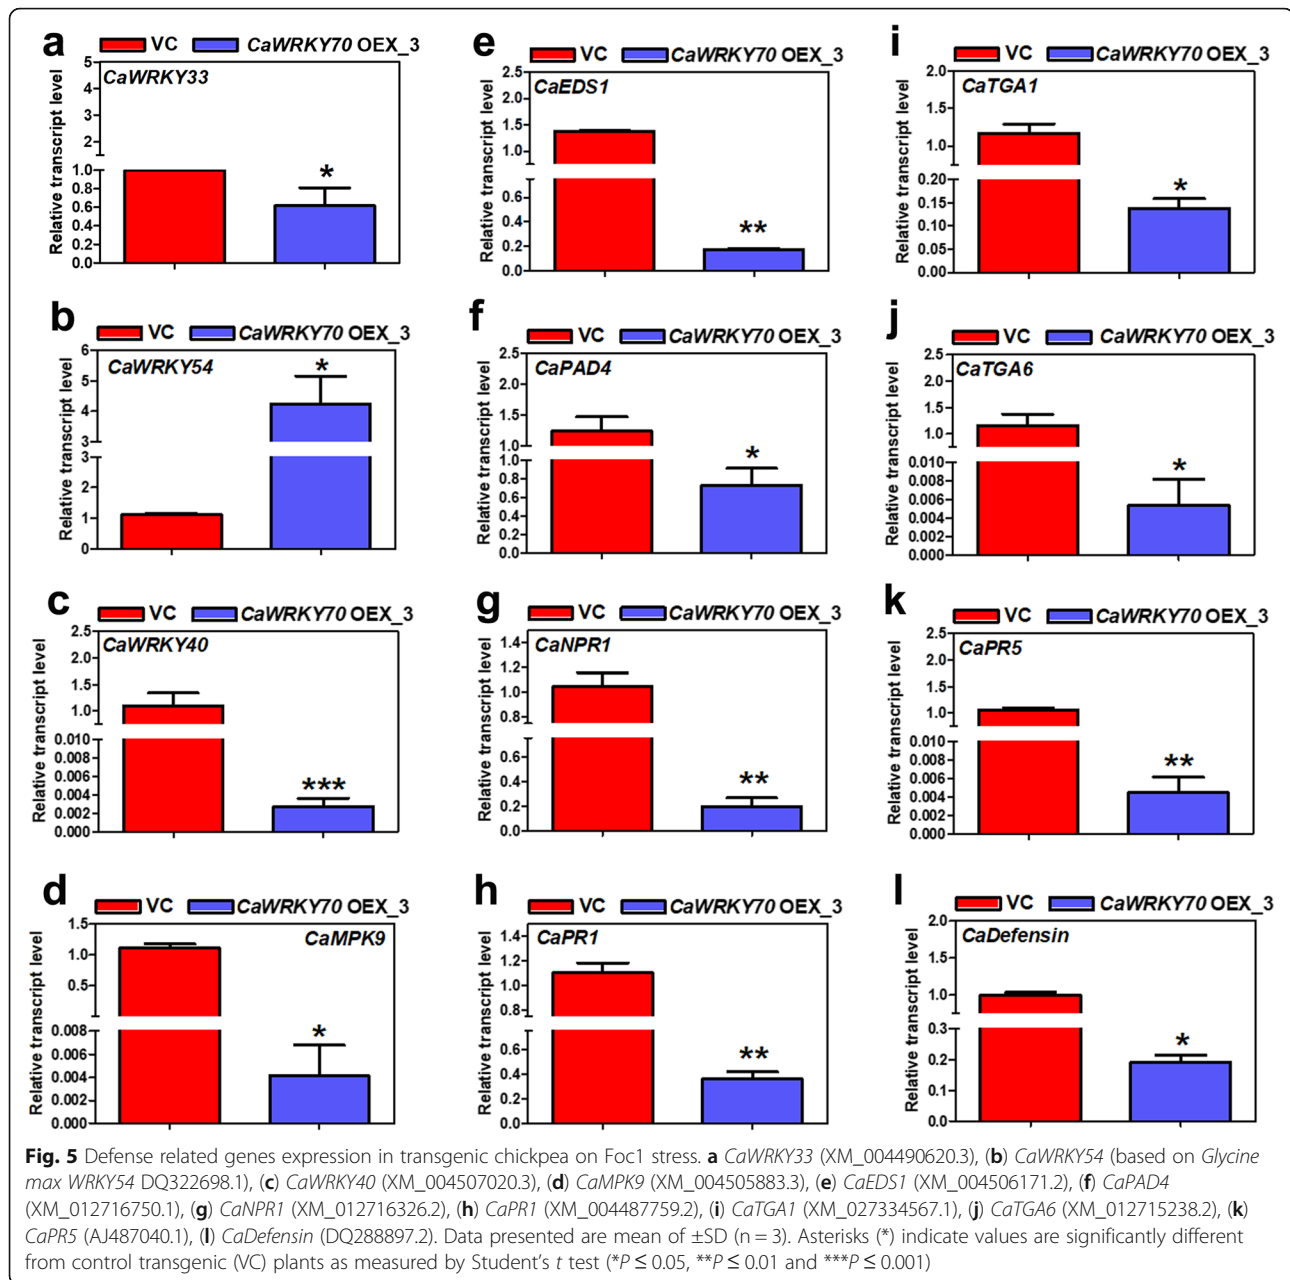 a
VC CaWRKY70 OEX_3
CaWRKY33
Relative transcript level
5
4
3
2
1.0
0.8
0.6
0.4
0.2
0.0
*
e
VC CaWRKY70 OEX_3
CaEDS1
Relative transcript level
2.5
2.0
1.5
1.0
0.6
0.4
0.2
0.0
**
i
VC CaWRKY70 OEX_3
CaTGA1
Relative transcript level
2.0
1.5
1.0
0.20
0.15
0.10
0.05
0.00
*
b
VC CaWRKY70 OEX_3
CaWRKY54
Relative transcript level
6
5
4
3
3
2
1
0
*
f
VC CaWRKY70 OEX_3
CaPAD4
Relative transcript level
2.5
2.0
1.5
1.0
1.0
0.8
0.6
0.4
0.2
0.0
*
j
VC CaWRKY70 OEX_3
CaTGA6
Relative transcript level
2.5
2.0
1.5
1.0
0.010
0.008
0.006
0.004
0.002
0.000
*
c
VC CaWRKY70 OEX_3
CaWRKY40
Relative transcript level
2.5
2.0
1.5
1.0
0.010
0.008
0.006
0.004
0.002
0.000
***
g
VC CaWRKY70 OEX_3
CaNPR1
Relative transcript level
1.4
1.2
1.0
0.8
0.6
0.4
0.2
0.0
**
k
VC CaWRKY70 OEX_3
CaPR5
Relative transcript level
2.5
2.0
1.5
1.0
0.010
0.008
0.006
0.004
0.002
0.000
**
d
VC CaWRKY70 OEX_3
CaMPK9
Relative transcript level
1.5
1.0
0.5
0.008
0.006
0.004
0.002
0.000
*
h
VC CaWRKY70 OEX_3
CaPR1
Relative transcript level
1.4
1.2
1.0
0.8
0.6
0.4
0.2
0.0
**
l
VC CaWRKY70 OEX_3
CaDefensin
Relative transcript level
2.0
1.5
1.0
0.3
0.2
0.1
0.0
*
Fig. 5 Defense related genes expression in transgenic chickpea on Foc1 stress. a CaWRKY33 (XM_004490620.3), (b) CaWRKY54 (based on Glycine
max WRKY54 DQ322698.1), (c) CaWRKY40 (XM_004507020.3), (d) CaMPK9 (XM_004505883.3), (e) CaEDS1 (XM_004506171.2), (f) CaPAD4
(XM_012716750.1), (g) CaNPR1 (XM_012716326.2), (h) CaPR1 (XM_004487759.2), (i) CaTGA1 (XM_027334567.1), (j) CaTGA6 (XM_012715238.2), (k)
CaPR5 (AJ487040.1), (l) CaDefensin (DQ288897.2). Data presented are mean of ±SD (n = 3). Asterisks (*) indicate values are significantly different
from control transgenic (VC) plants as measured by Student's t test (*P ≤ 0.05, **P ≤ 0.01 and ***P ≤ 0.001)